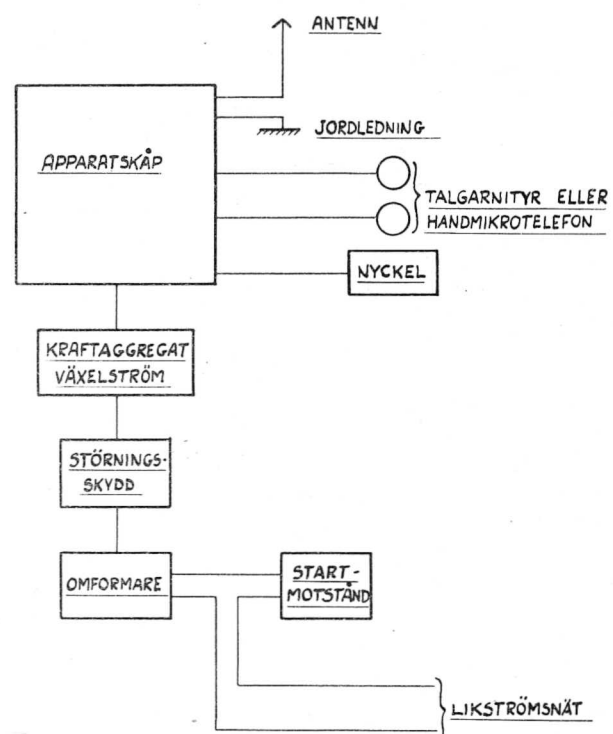 ANTENN
JORDLEDNING
APPARATSKÅP
TALGARNITYR ELLER
HANDMIKROTELEFON
NYCKEL
KRAFTAGGREGAT
VÄXELSTRÖM
STÖRNINGS-
SKYDD
OMFORMARE
START-
MOTSTÅND
LIKSTRÖMSNÄT